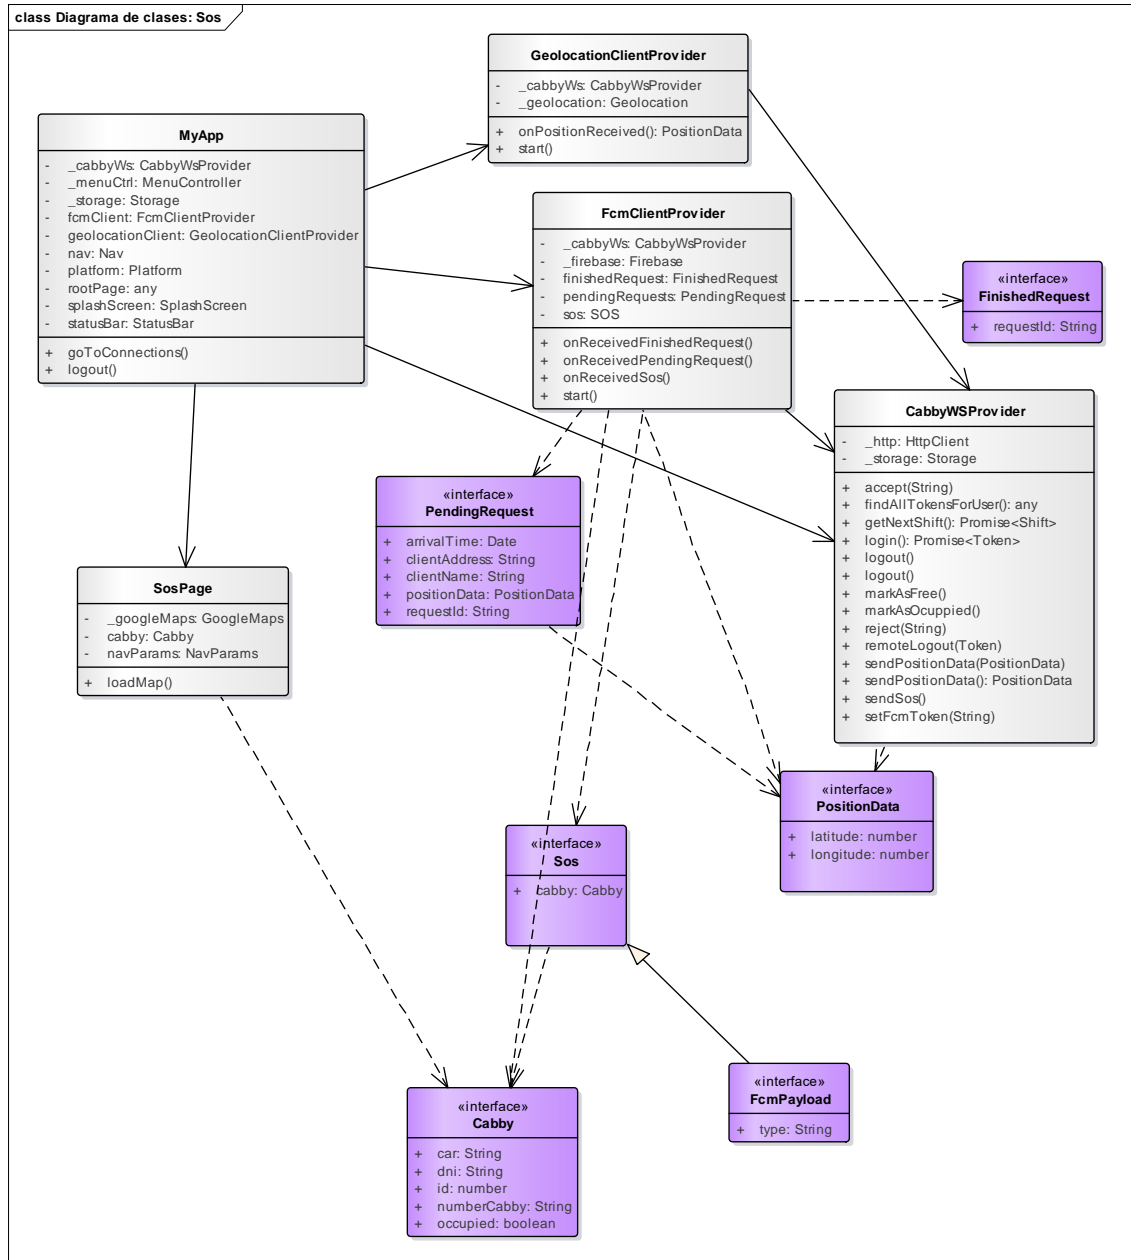 class Diagrama de clases: Sos
GeolocationClientProvider
- _cabbyWs: CabbyWsProvider
- _geolocation: Geolocation
+ onPositionReceived(): PositionData
+ start()
MyApp
- _cabbyWs: CabbyWsProvider
- _menuCtrl: MenuController
- _storage: Storage
- fcmClient: FcmClientProvider
- geolocationClient: GeolocationClientProvider
- nav: Nav
- platform: Platform
- rootPage: any
- splashScreen: SplashScreen
- statusBar: StatusBar
+ goToConnections()
+ logout()
FcmClientProvider
- _cabbyWs: CabbyWsProvider
- _firebase: Firebase
- finishedRequest: FinishedRequest
- pendingRequests: PendingRequest
- sos: SOS
+ onReceivedFinishedRequest()
+ onReceivedPendingRequest()
+ onReceivedSos()
+ start()
«interface»
FinishedRequest
+ requestId: String
CabbyWSProvider
- _http: HttpClient
- _storage: Storage
+ accept(String)
+ findAllTokensForUser(): any
+ getNextShift(): Promise<Shift>
+ login(): Promise<Token>
+ logout()
+ logout()
+ markAsFree()
+ markAsOcuppied()
+ reject(String)
+ remoteLogout(Token)
+ sendPositionData(PositionData)
+ sendPositionData(): PositionData
+ sendSos()
+ setFcmToken(String)
«interface»
PendingRequest
+ arrivalTime: Date
+ clientAddress: String
+ clientName: String
+ positionData: PositionData
+ requestId: String
SosPage
- _googleMaps: GoogleMaps
- cabby: Cabby
- navParams: NavParams
+ loadMap()
«interface»
PositionData
+ latitude: number
+ longitude: number
«interface»
Sos
+ cabby: Cabby
«interface»
FcmPayload
+ type: String
«interface»
Cabby
+ car: String
+ dni: String
+ id: number
+ numberCabby: String
+ occupied: boolean